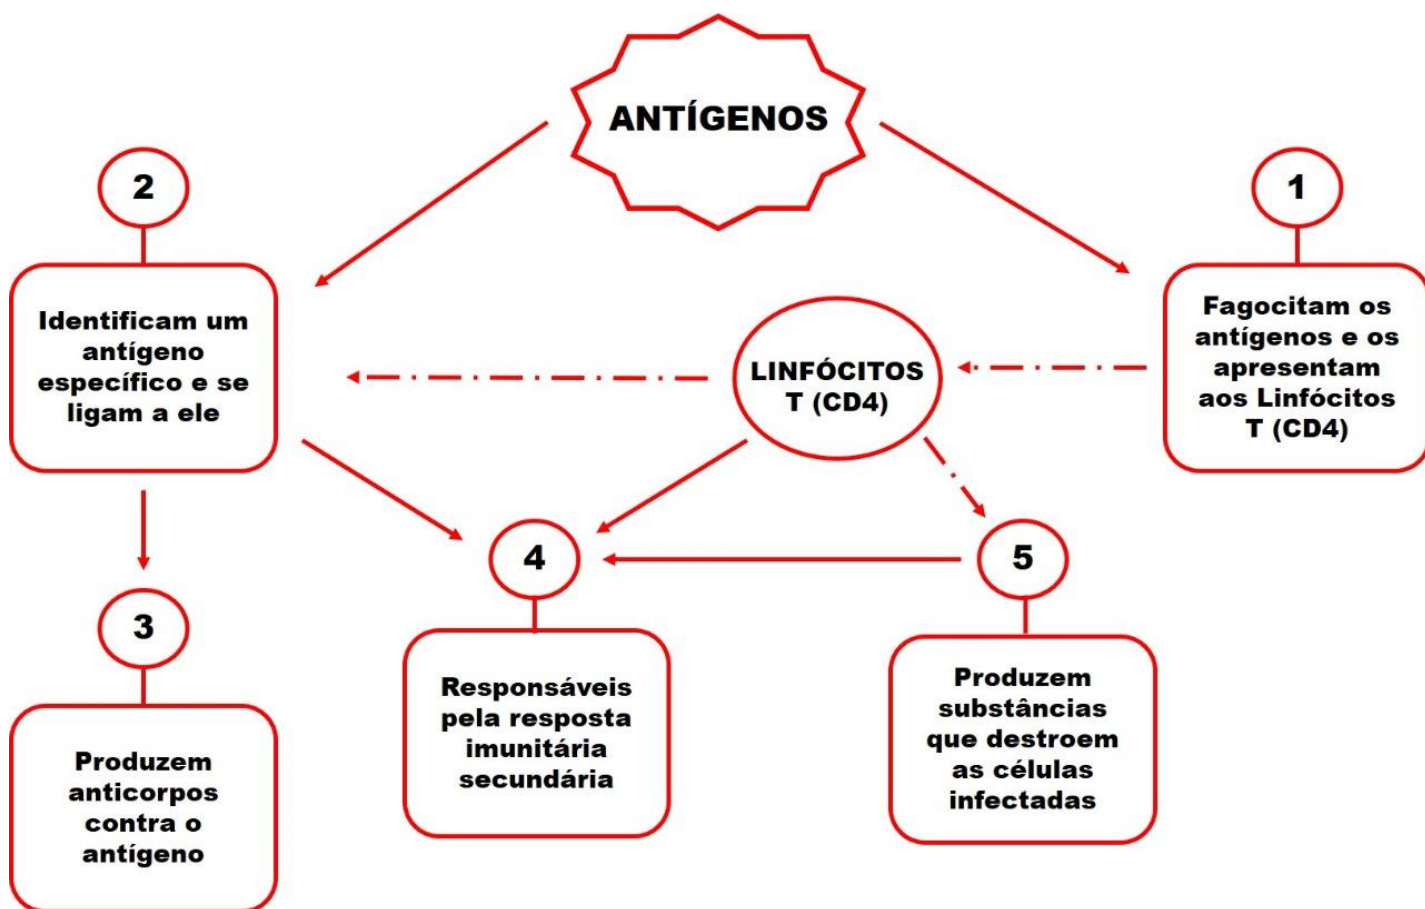 ANTÍGENOS
2
1
Identificam um
antígeno
específico e se
ligam a ele
LINFÓCITOS
T (CD4)
Fagocitam os
antígenos e os
apresentam
aos Linfócitos
T (CD4)
4
5
3
Responsáveis
pela resposta
imunitária
secundária
Produzem
substâncias
que destroem
as células
infectadas
Produzem
anticorpos
contra o
antígeno